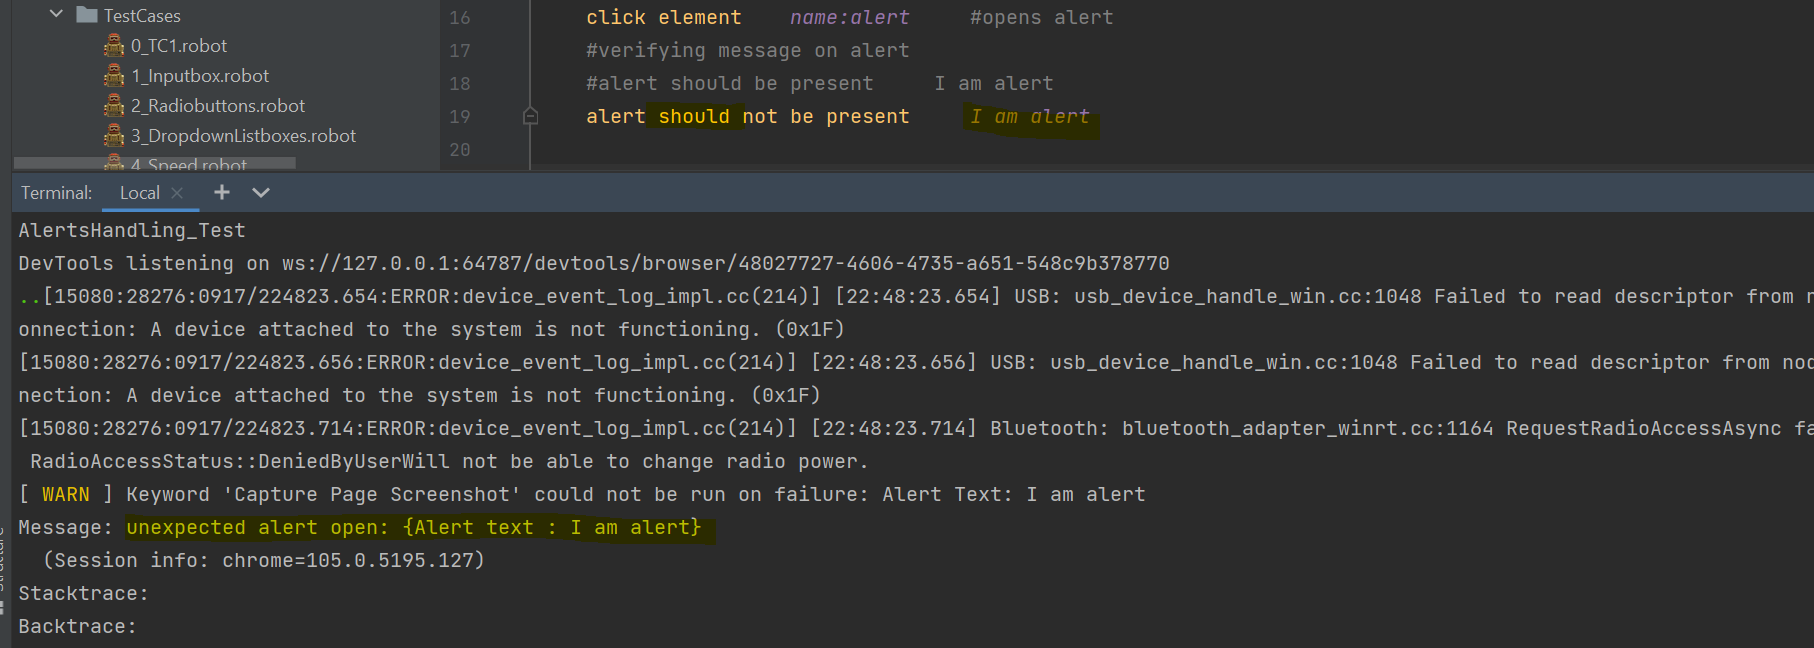 TestCases
0_TC1.robot
1_Inputbox.robot
2_Radiobuttons.robot
3_DropdownListboxes.robot
4_Speed.robot
16 click element name:alert #opens alert
17 #verifying message on alert
18 #alert should be present I am alert
19 alert should not be present I am alert
20
Terminal: Local
AlertsHandling_Test
DevTools listening on ws://127.0.0.1:64787/devtools/browser/48027727-4606-4735-a651-548c9b378770
..[15080:28276:0917/224823.654:ERROR:device_event_log_impl.cc(214)] [22:48:23.654] USB: usb_device_handle_win.cc:1048 Failed to read descriptor from n
onnection: A device attached to the system is not functioning. (0x1F)
[15080:28276:0917/224823.656:ERROR:device_event_log_impl.cc(214)] [22:48:23.656] USB: usb_device_handle_win.cc:1048 Failed to read descriptor from nod
nection: A device attached to the system is not functioning. (0x1F)
[15080:28276:0917/224823.714:ERROR:device_event_log_impl.cc(214)] [22:48:23.714] Bluetooth: bluetooth_adapter_winrt.cc:1164 RequestRadioAccessAsync fa
RadioAccessStatus::DeniedByUserWill not be able to change radio power.
[ WARN ] Keyword 'Capture Page Screenshot' could not be run on failure: Alert Text: I am alert
Message: unexpected alert open: {Alert text : I am alert}
(Session info: chrome=105.0.5195.127)
Stacktrace:
Backtrace: